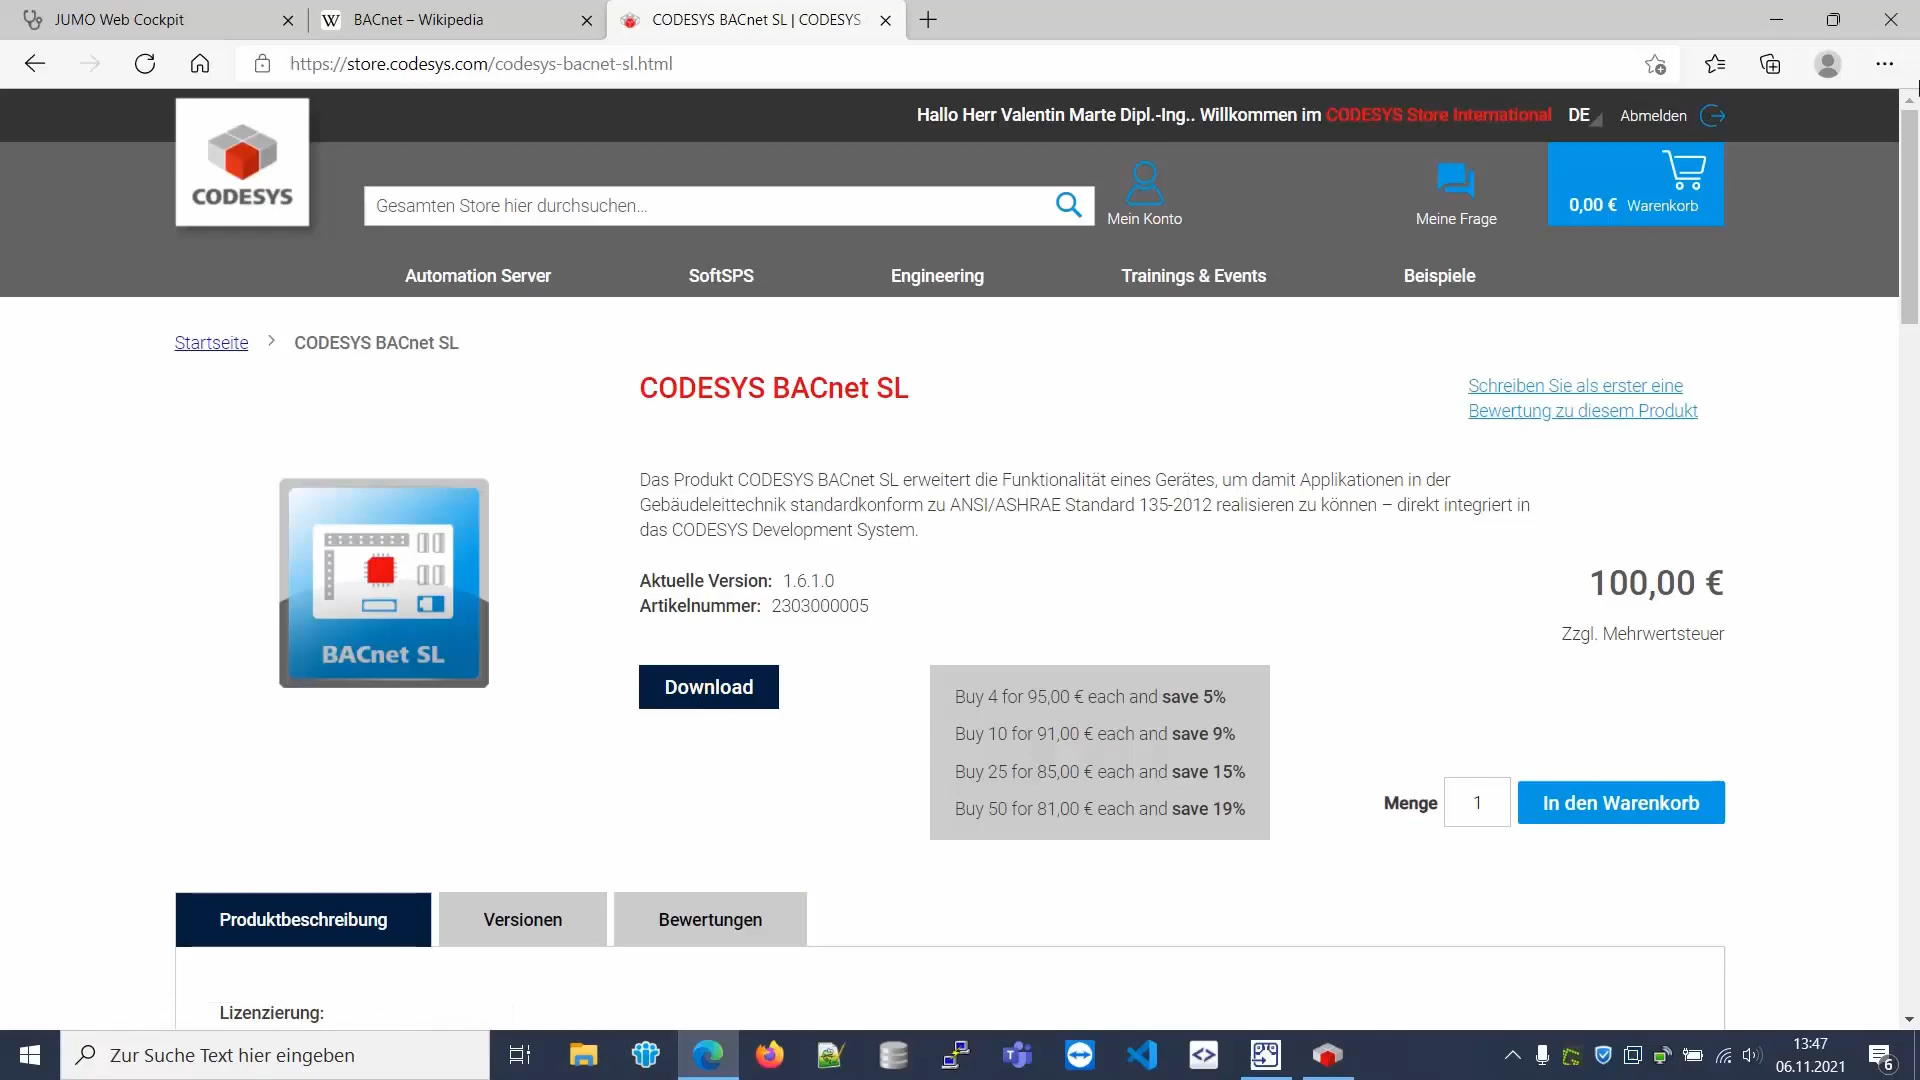 JUMO Web Cockpit
BACnet – Wikipedia
CODESYS BACnet SL | CODESYS
https://store.codesys.com/codesys-bacnet-sl.html
Hallo Herr Valentin Marte Dipl.-Ing.. Willkommen im CODESYS Store International
DE
Abmelden
CODESYS
Gesamten Store hier durchsuchen...
Mein Konto
Meine Frage
0,00 € Warenkorb
Automation Server
SoftSPS
Engineering
Trainings & Events
Beispiele
Startseite
CODESYS BACnet SL
CODESYS BACnet SL
Schreiben Sie als erster eine
Bewertung zu diesem Produkt
BACnet SL
Das Produkt CODESYS BACnet SL erweitert die Funktionalität eines Gerätes, um damit Applikationen in der
Gebäudeleittechnik standardkonform zu ANSI/ASHRAE Standard 135-2012 realisieren zu können – direkt integriert in
das CODESYS Development System.
Aktuelle Version: 1.6.1.0
Artikelnummer: 2303000005
100,00 €
Zzgl. Mehrwertsteuer
Download
Buy 4 for 95,00 € each and save 5%
Buy 10 for 91,00 € each and save 9%
Buy 25 for 85,00 € each and save 15%
Buy 50 for 81,00 € each and save 19%
Menge
1
In den Warenkorb
Produktbeschreibung
Versionen
Bewertungen
Lizenzierung:
Zur Suche Text hier eingeben
13:47
06.11.2021
6